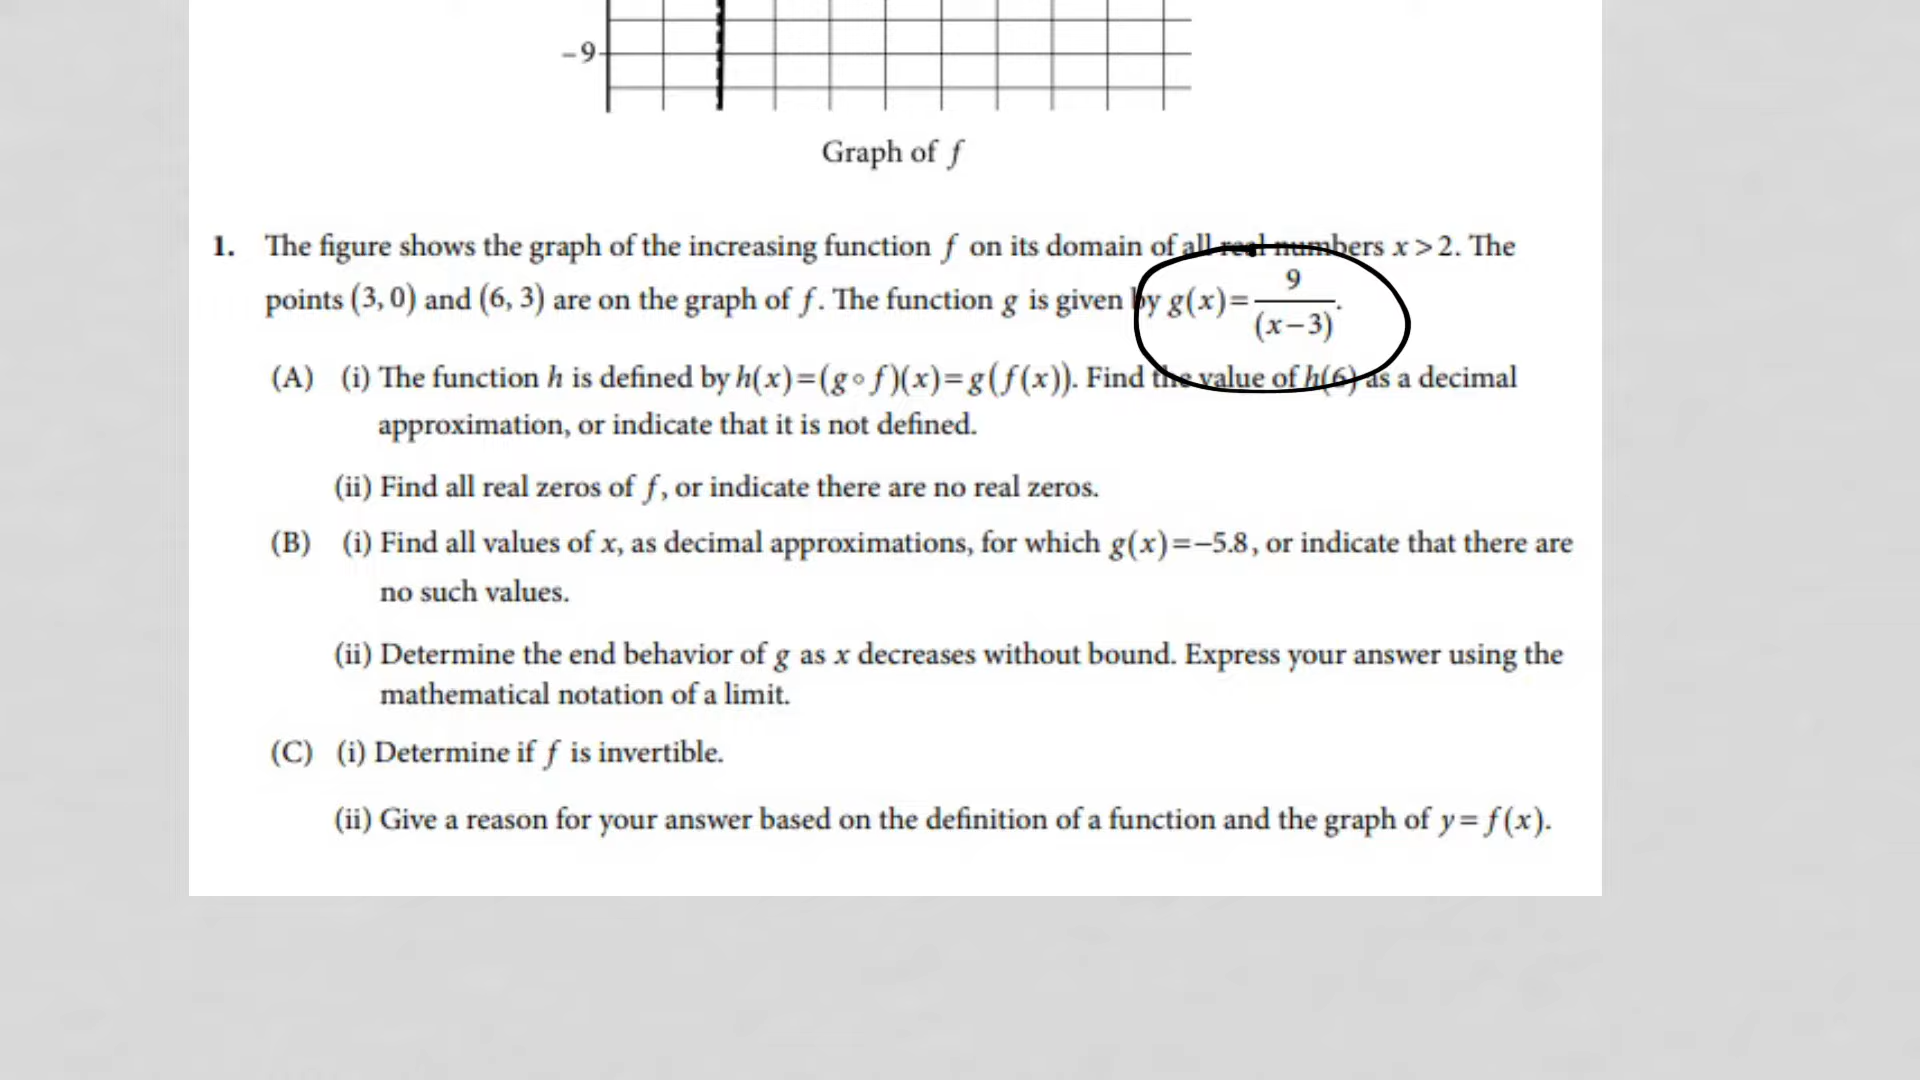 -9
Graph of f
1. The figure shows the graph of the increasing function f on its domain of all real numbers x > 2. The
points (3, 0) and (6, 3) are on the graph of f. The function g is given by g(x) = 9/(x−3).
(A) (i) The function h is defined by h(x)=(g∘f)(x)=g(f(x)). Find the value of h(6) as a decimal
approximation, or indicate that it is not defined.
(ii) Find all real zeros of f, or indicate there are no real zeros.
(B) (i) Find all values of x, as decimal approximations, for which g(x)=−5.8, or indicate that there are
no such values.
(ii) Determine the end behavior of g as x decreases without bound. Express your answer using the
mathematical notation of a limit.
(C) (i) Determine if f is invertible.
(ii) Give a reason for your answer based on the definition of a function and the graph of y=f(x).